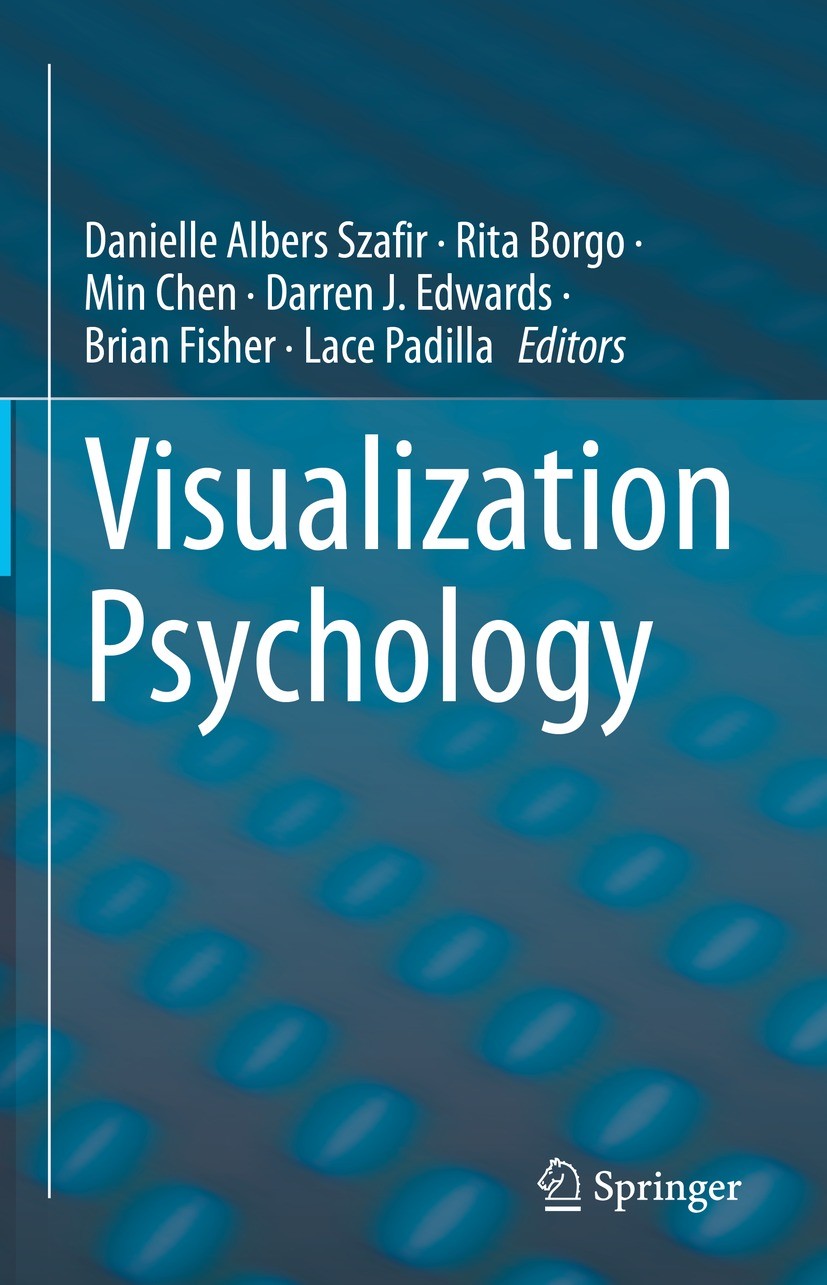 Danielle Albers Szafir · Rita Borgo ·
Min Chen · Darren J. Edwards ·
Brian Fisher · Lace Padilla Editors
Visualization
Psychology
Springer